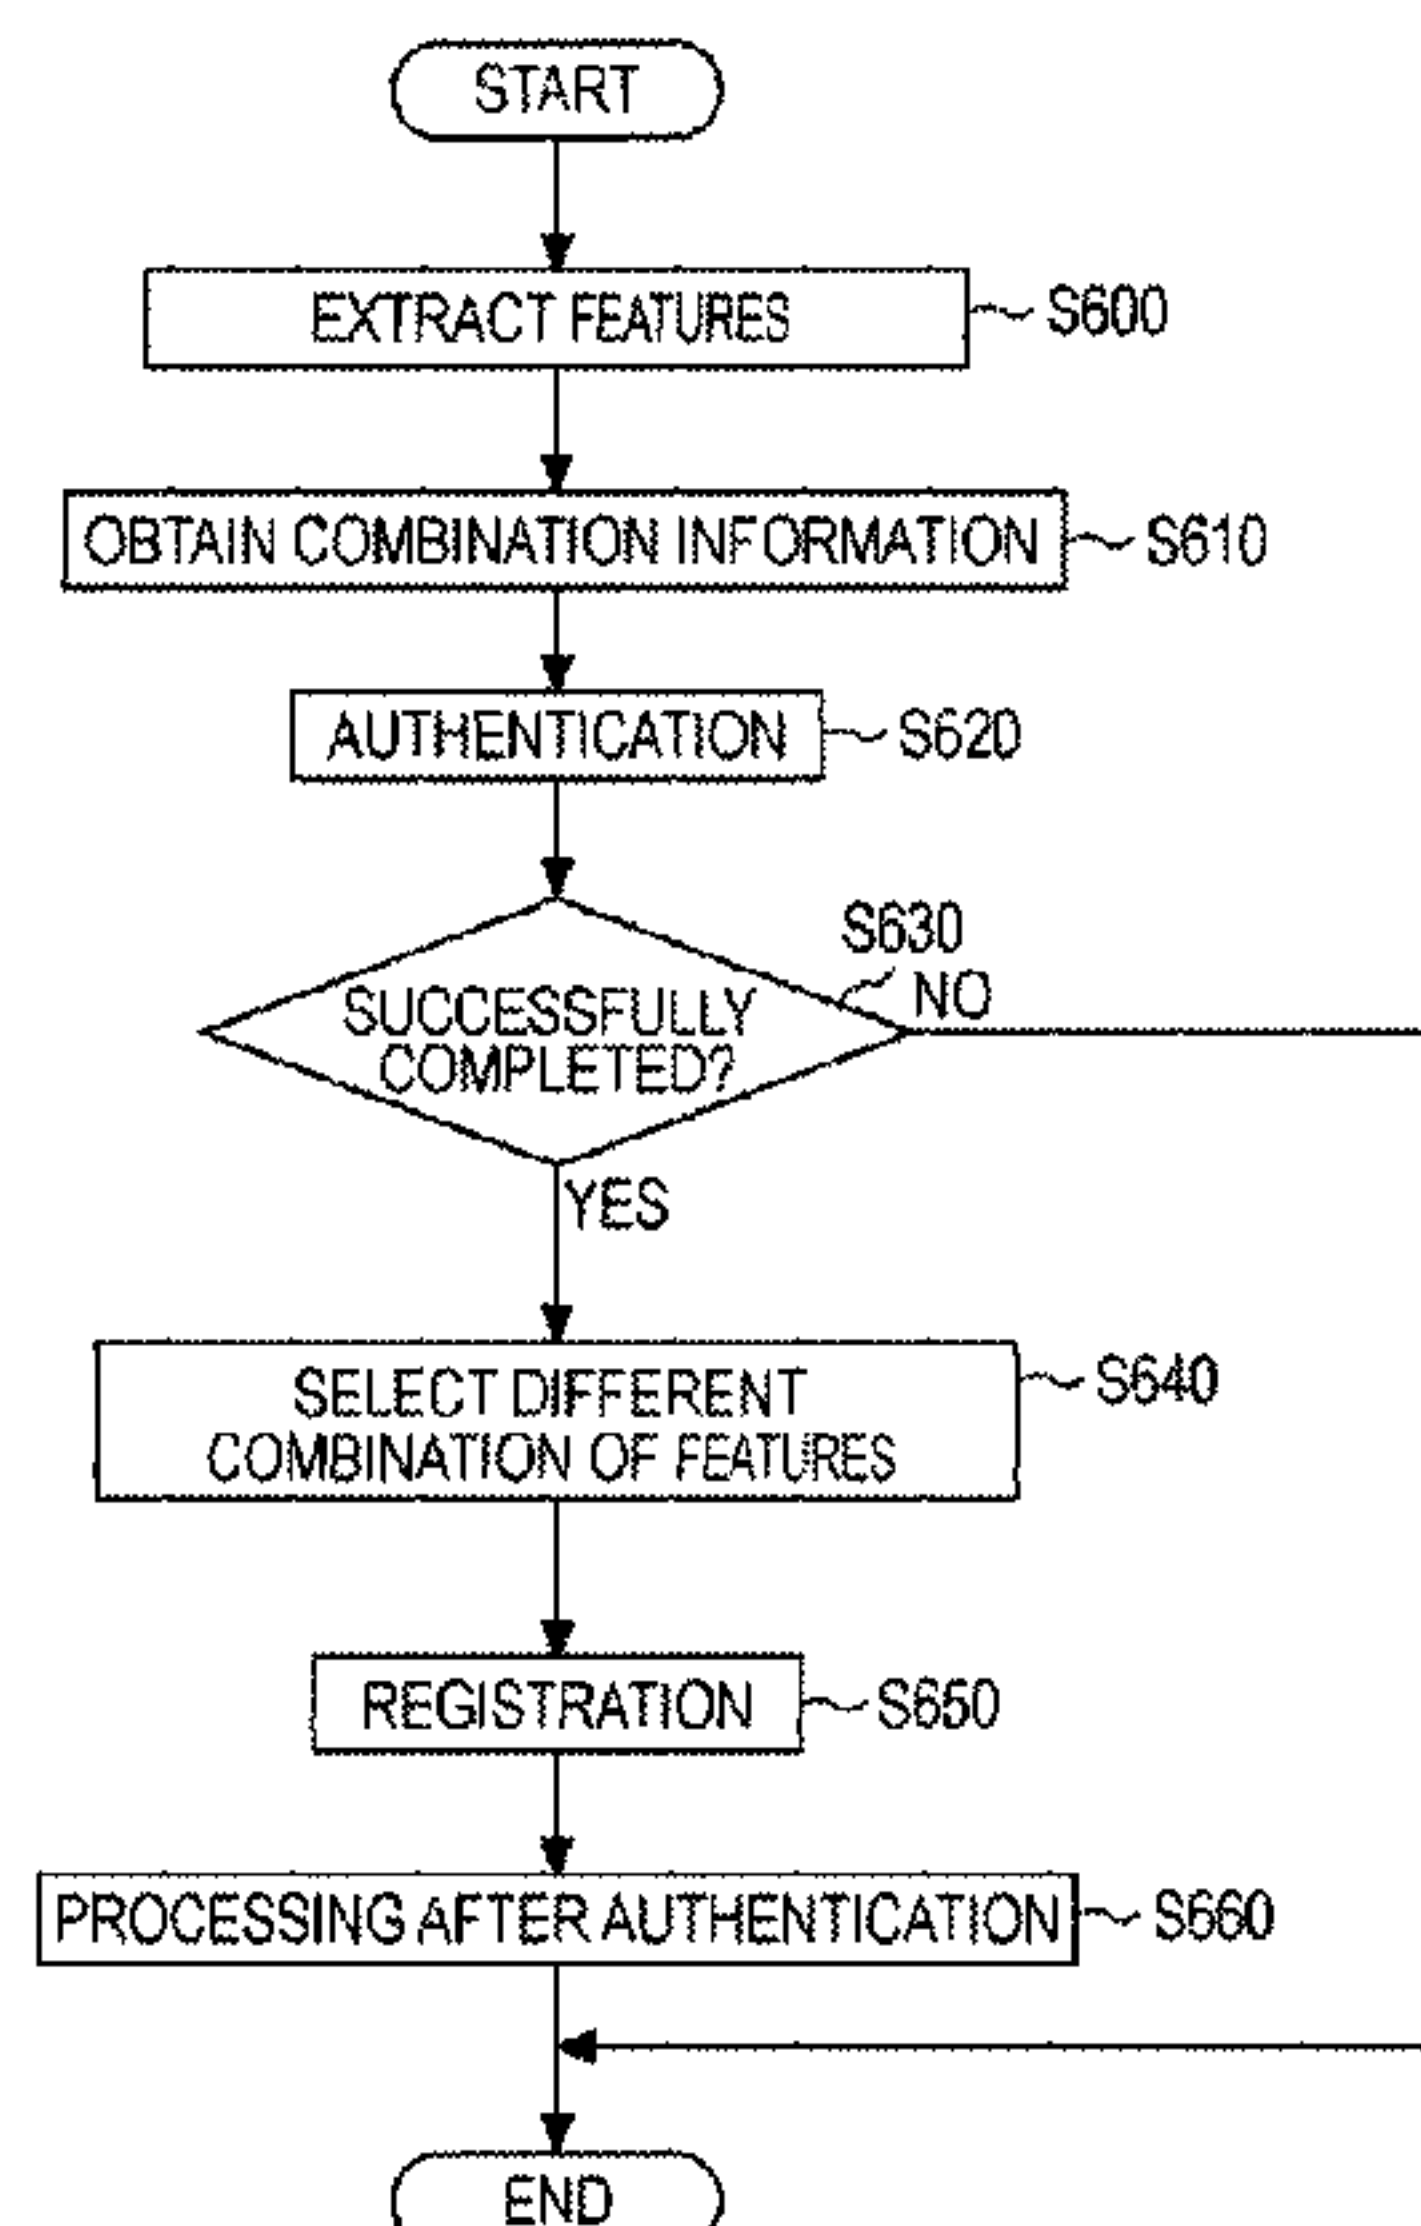 START
EXTRACT FEATURES
S600
OBTAIN COMBINATION INFORMATION
S610
AUTHENTICATION
S620
S630
NO
SUCCESSFULLY
COMPLETED?
YES
SELECT DIFFERENT
COMBINATION OF FEATURES
S640
REGISTRATION
S650
PROCESSING AFTER AUTHENTICATION
S660
END